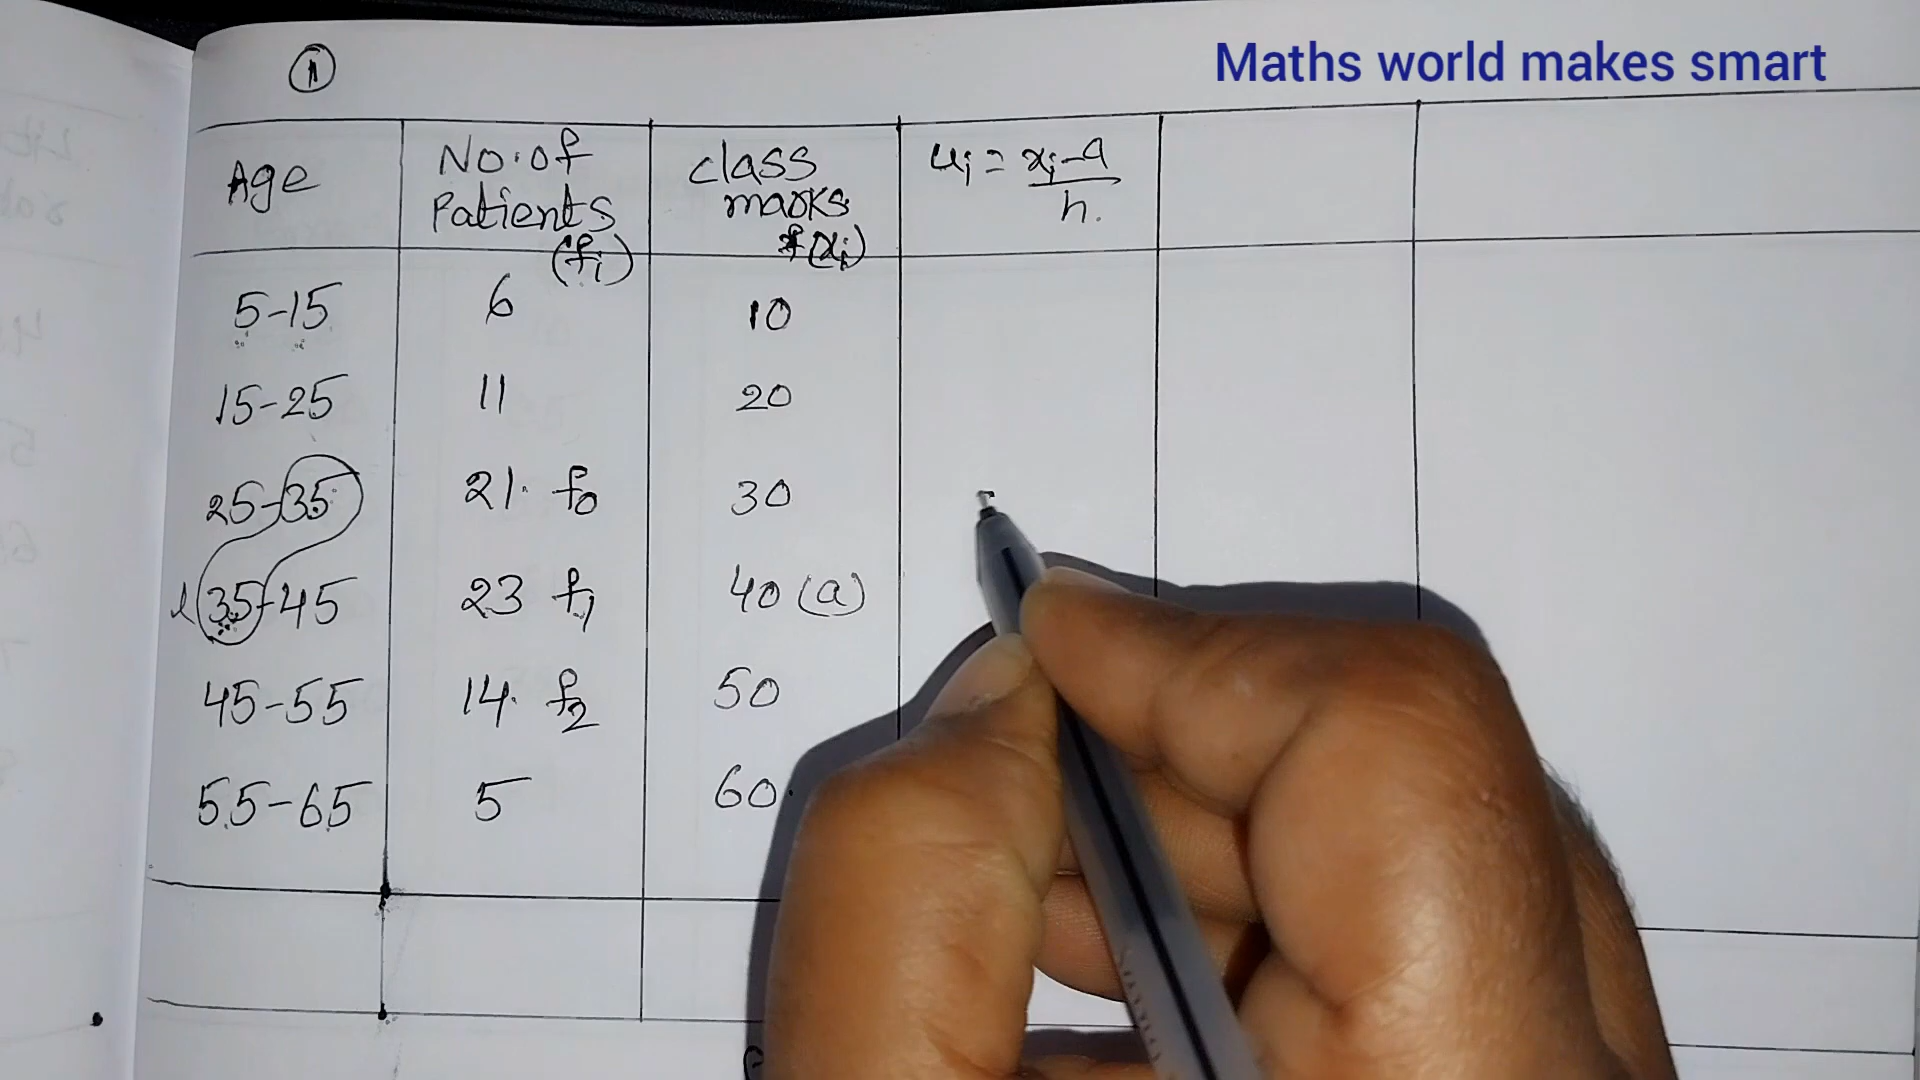 Maths world makes smart
1
Age No. of Patients (fi) class marks (xi) ui = xi-a/h.
5-15 6 10
15-25 11 20
25-35 21. f0 30
l 35-45 23 f1 40 (a)
45-55 14. f2 50
55-65 5 60.